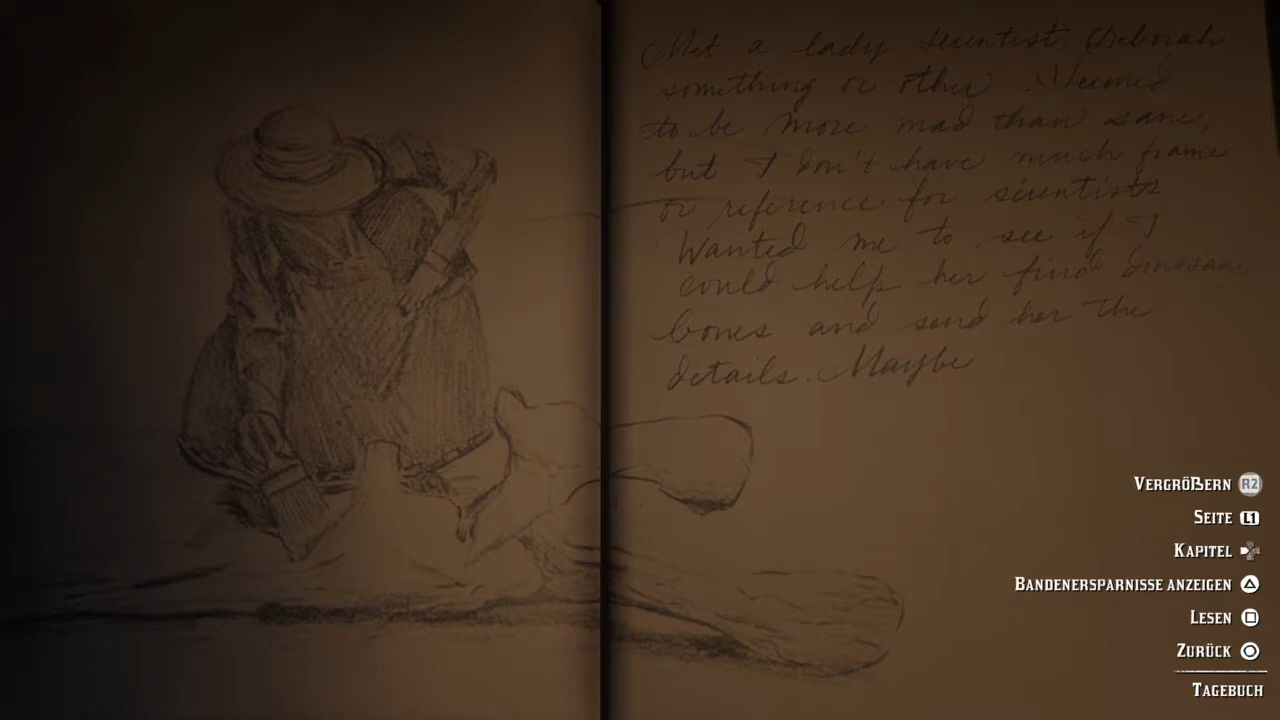 Met a lady scientist, Deborah
something or other. Seemed
to be more mad than sane,
but I don't have much frame
or reference for scientists
Wanted me to see if I
could help her find Dinosaur
bones and send her the
details. Maybe
VERGRÖẞERN R2
SEITE L1
KAPITEL
BANDENERSPARNISSE ANZEIGEN
LESEN
ZURÜCK
TAGEBUCH